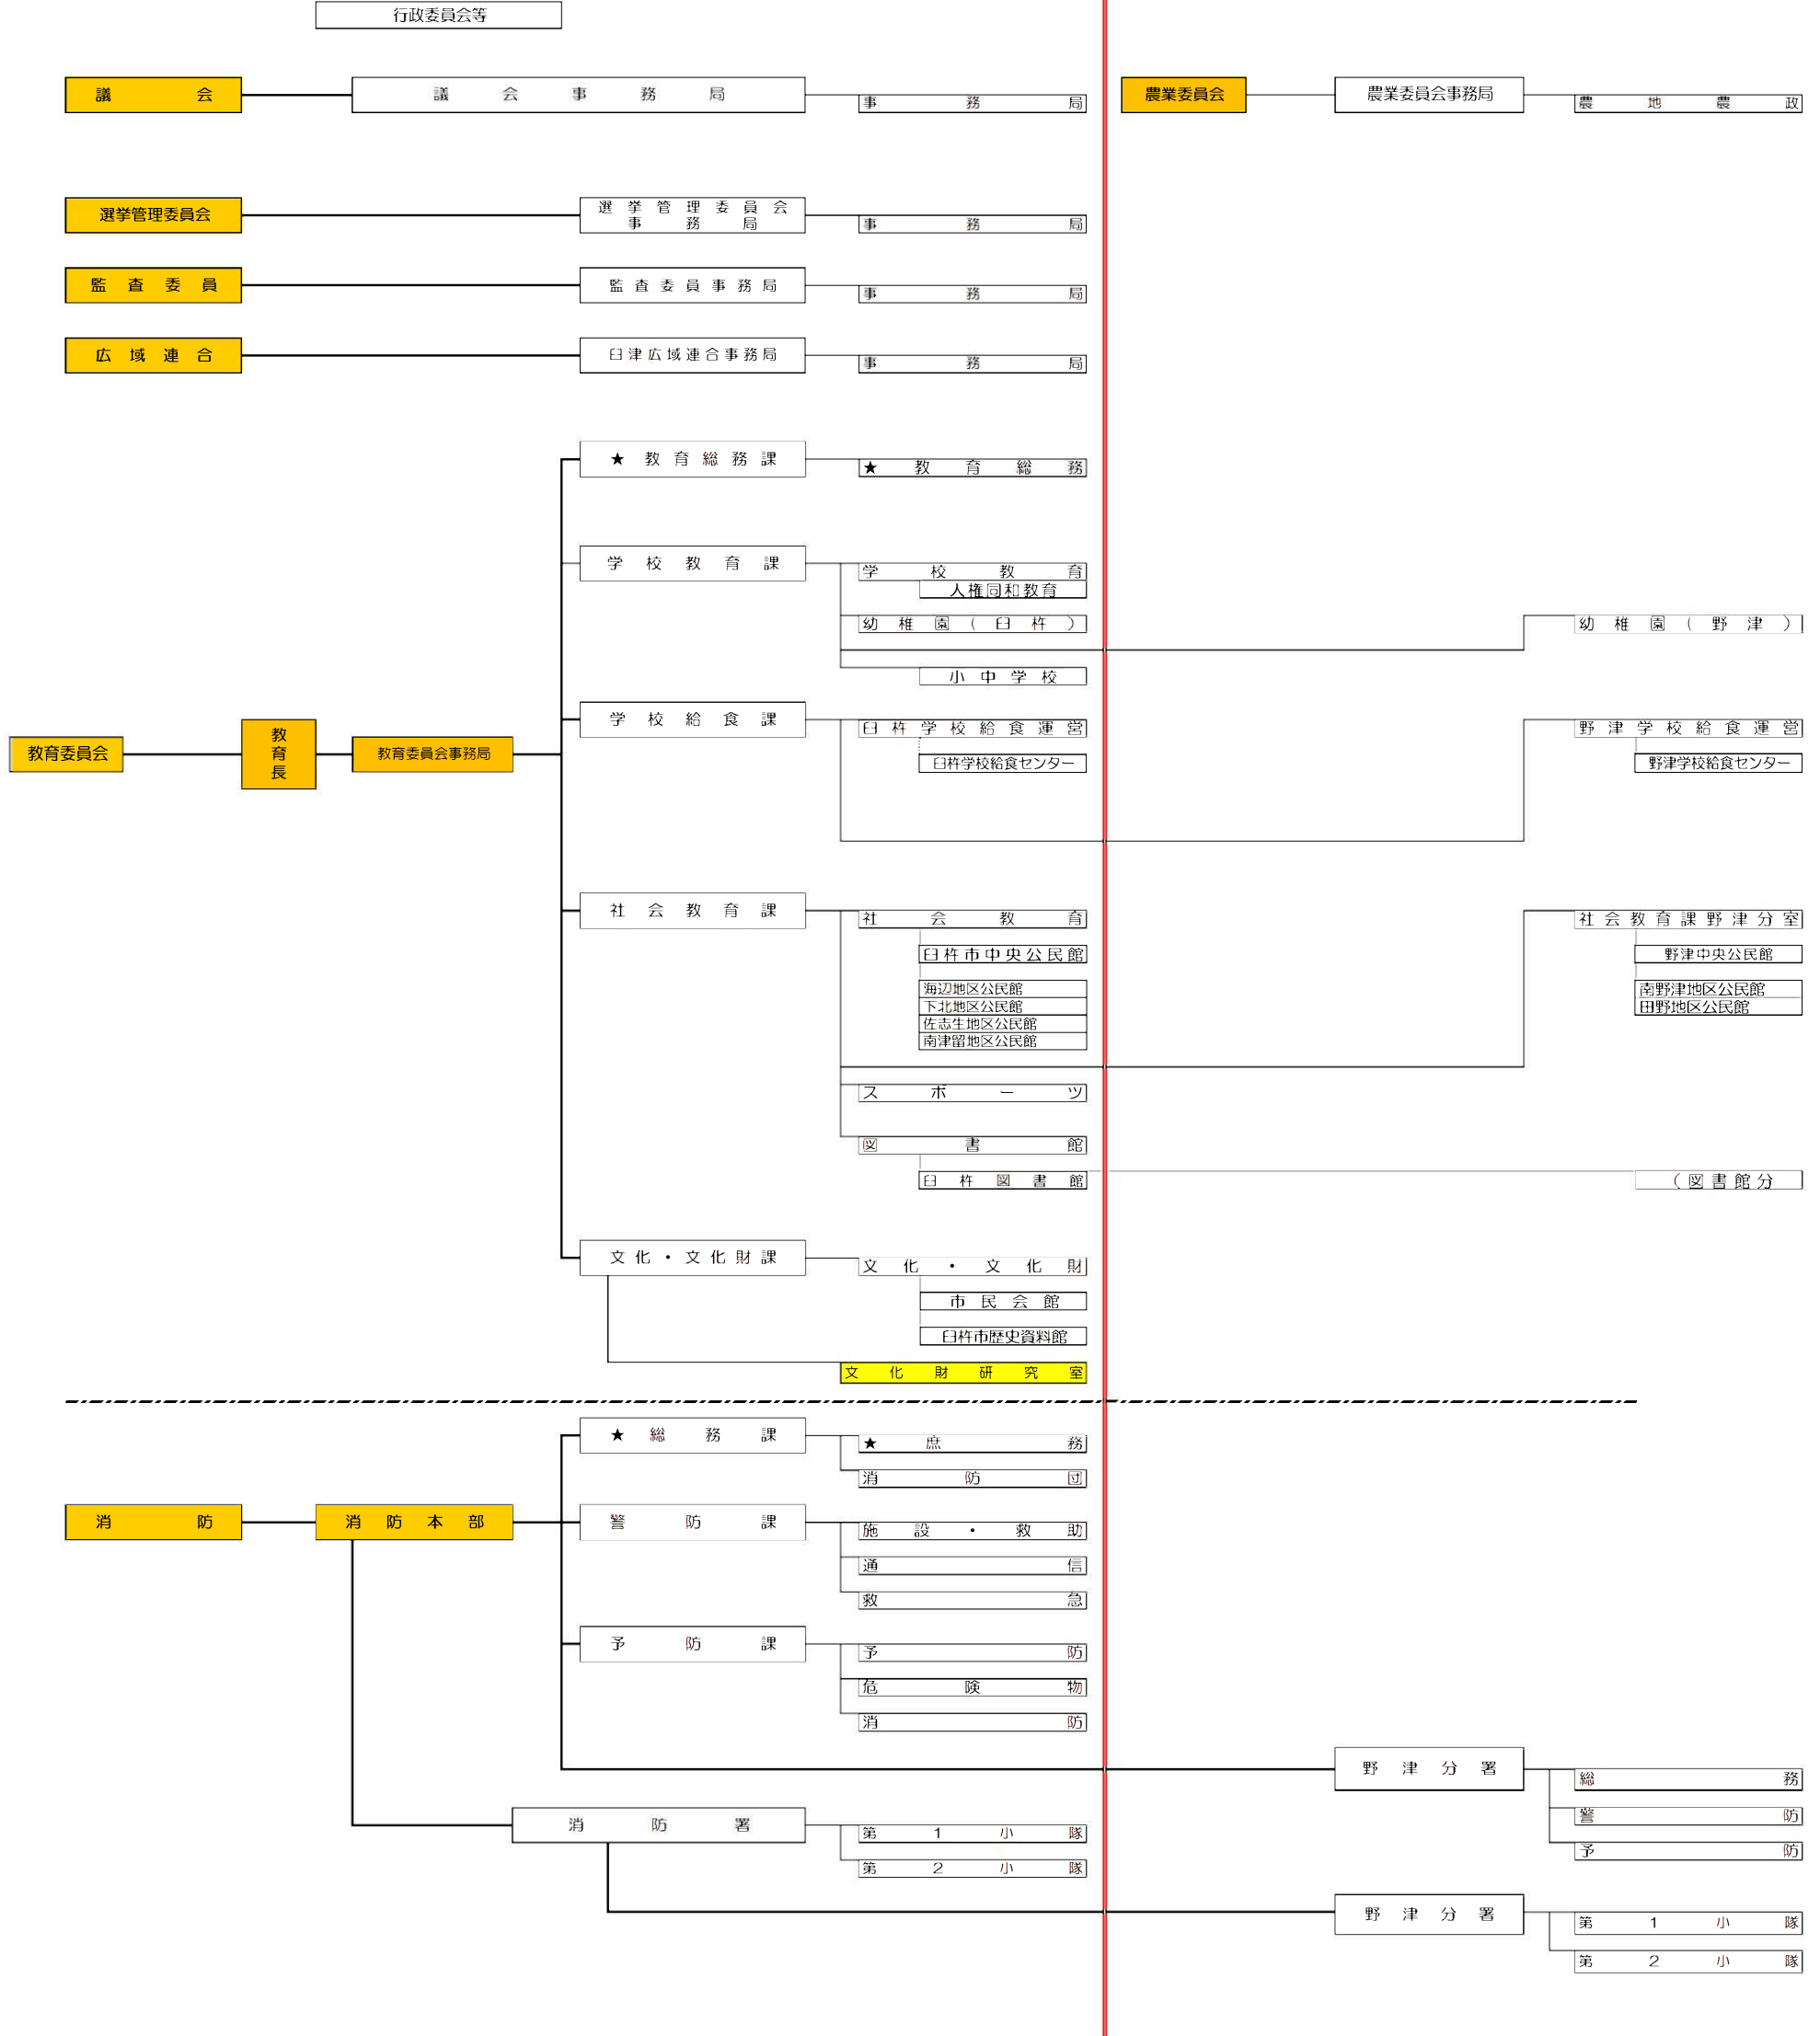 行政委員会等
議会
議会事務局
事務局
農業委員会
農業委員会事務局
農地農政
選挙管理委員会
選挙管理委員会
事務局
事務局
監査委員
監査委員事務局
事務局
広域連合
臼津広域連合事務局
事務局
★教育総務課
★教育総務
学校教育課
学校教育
人権同和教育
幼稚園(臼杵)
幼稚園(野津)
小中学校
学校給食課
臼杵学校給食運営
野津学校給食運営
教育委員会
教育長
教育委員会事務局
臼杵学校給食センター
野津学校給食センター
社会教育課
社会教育
社会教育課野津分室
臼杵市中央公民館
野津中央公民館
海辺地区公民館
南野津地区公民館
下北地区公民館
田野地区公民館
佐志生地区公民館
南津留地区公民館
スポーツ
図書館
臼杵図書館
(図書館分
文化・文化財課
文化・文化財
市民会館
臼杵市歴史資料館
文化財研究室
★総務課
★庶務
消防団
消防
消防本部
警防課
施設・救助
通信
救急
予防課
予防
危険物
消防
野津分署
総務
警防
予防
消防署
第1小隊
第2小隊
野津分署
第1小隊
第2小隊